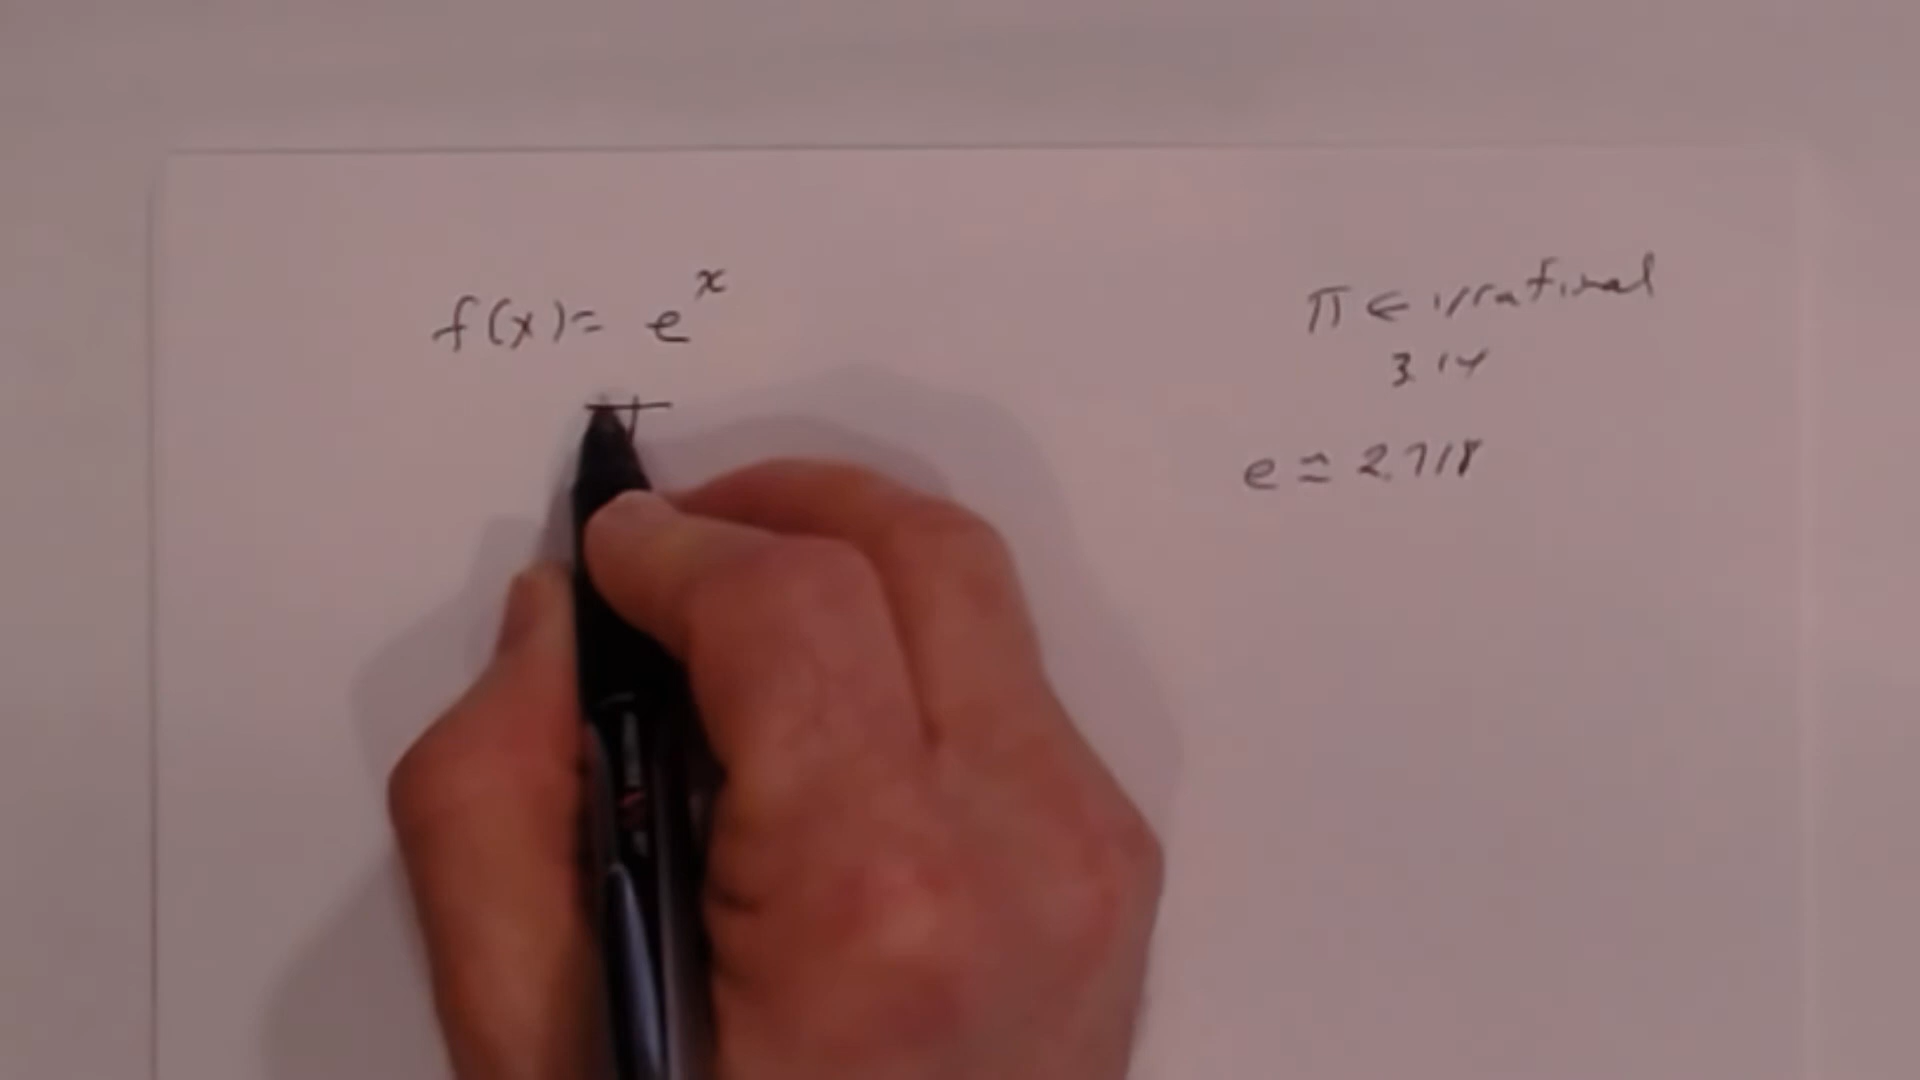 f(x) = e^x
π ← irrational
3.14
e ≈ 2.718